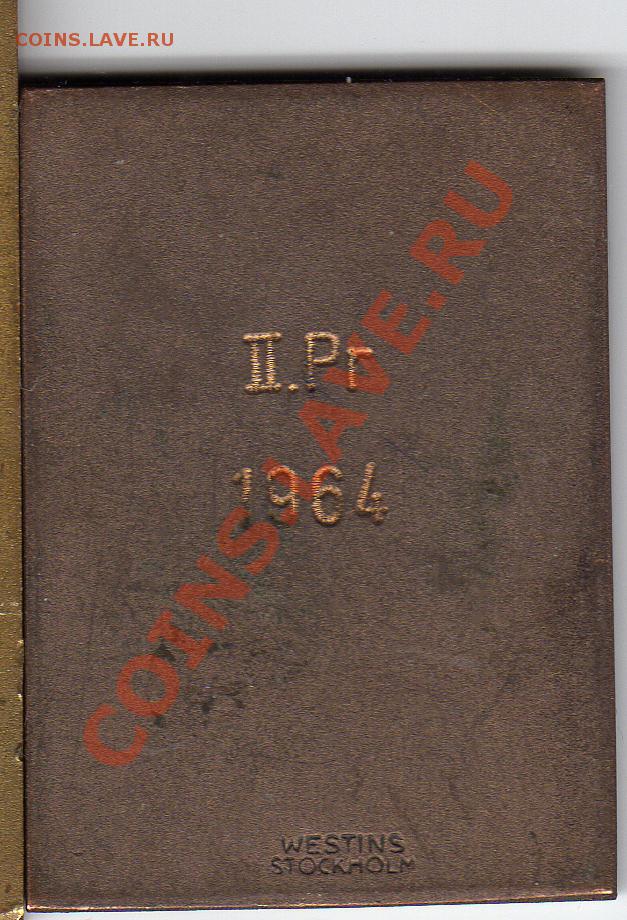 COINS.LAVE.RU
II.Pr
1964
COINS.LAVE.RU
WESTINS
STOCKHOLM